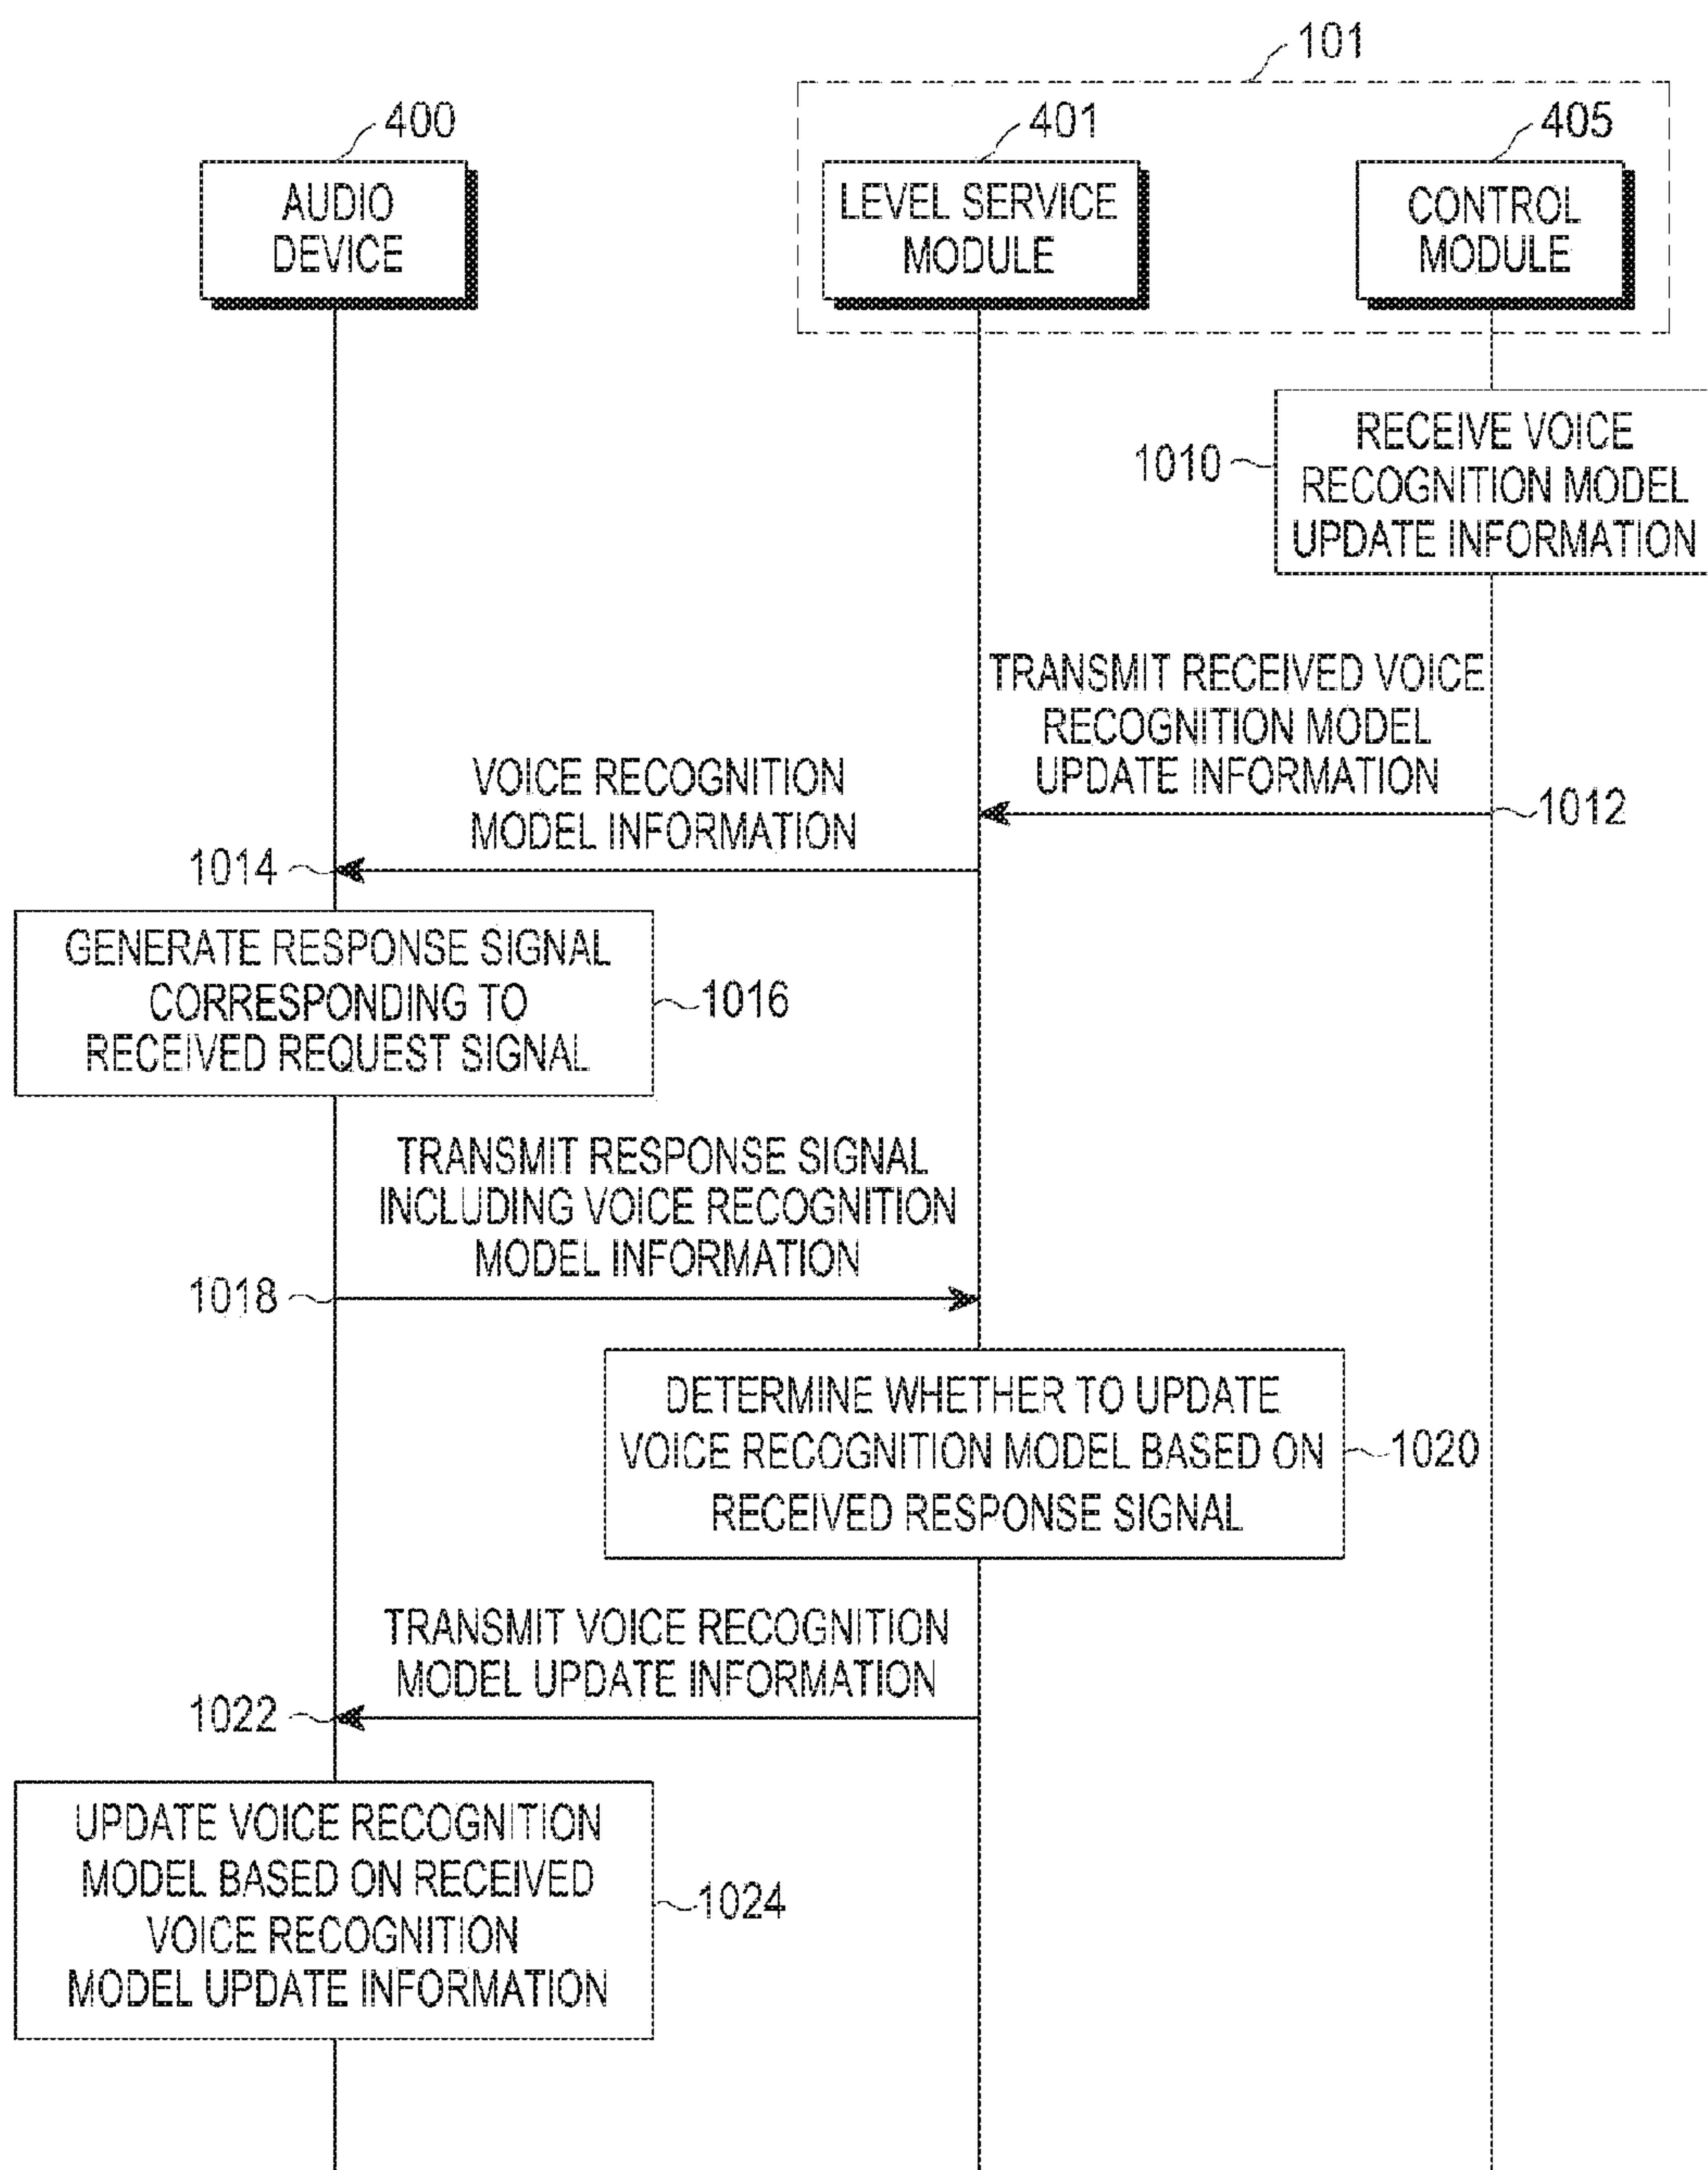 101
400
401
405
AUDIO
DEVICE
LEVEL SERVICE
MODULE
CONTROL
MODULE
1010
RECEIVE VOICE
RECOGNITION MODEL
UPDATE INFORMATION
TRANSMIT RECEIVED VOICE
RECOGNITION MODEL
UPDATE INFORMATION
1012
VOICE RECOGNITION
MODEL INFORMATION
1014
GENERATE RESPONSE SIGNAL
CORRESPONDING TO
RECEIVED REQUEST SIGNAL
1016
TRANSMIT RESPONSE SIGNAL
INCLUDING VOICE RECOGNITION
MODEL INFORMATION
1018
DETERMINE WHETHER TO UPDATE
VOICE RECOGNITION MODEL BASED ON
RECEIVED RESPONSE SIGNAL
1020
TRANSMIT VOICE RECOGNITION
MODEL UPDATE INFORMATION
1022
UPDATE VOICE RECOGNITION
MODEL BASED ON RECEIVED
VOICE RECOGNITION
MODEL UPDATE INFORMATION
1024